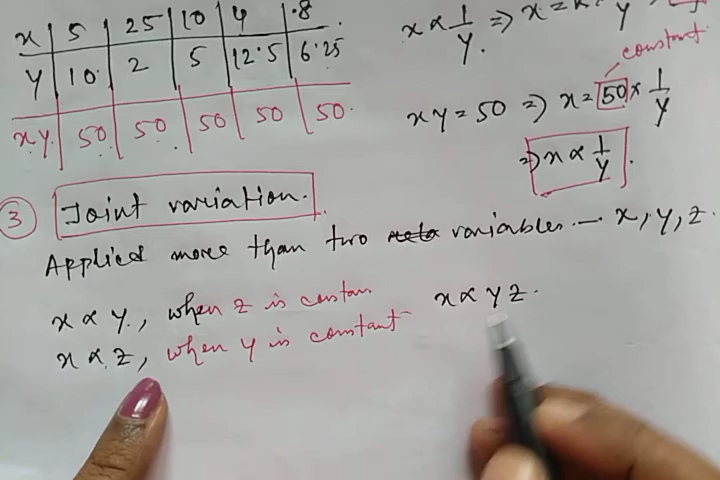 x 5 25 10 4 .8
y 10 2 5 12.5 6.25
xy 50 50 50 50 50
x ∝ 1/y. ⇒ x = k. y
constant
xy = 50 ⇒ x = 50 × 1/y
⇒ x ∝ 1/y.
③ Joint variation.
Applied more than two variables — x, y, z.
x ∝ y, when z is constan
x ∝ z, when y is constant
x ∝ y z.